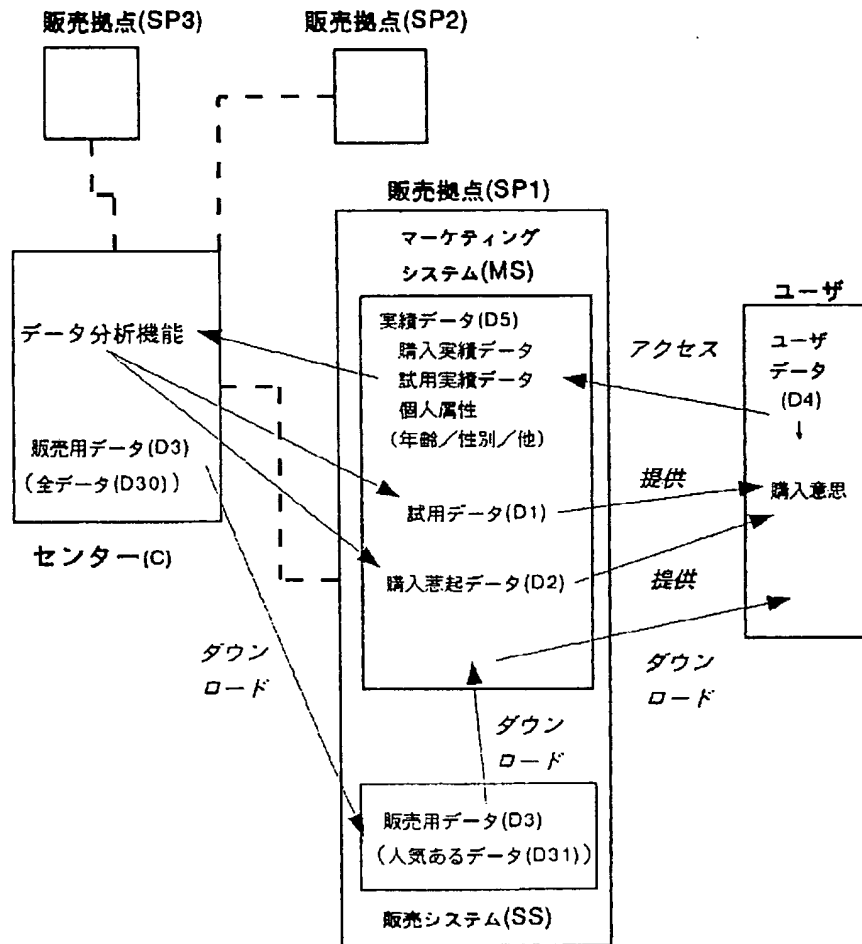 販売拠点(SP3)
販売拠点(SP2)
販売拠点(SP1)
マーケティング
システム(MS)
ユーザ
データ分析機能
販売用データ(D3)
(全データ(D30))
センター(C)
実績データ(D5)
購入実績データ
試用実績データ
個人属性
(年齢／性別／他)
試用データ(D1)
購入惹起データ(D2)
アクセス
提供
提供
ユーザ
データ
(D4)
↓
購入意思
ダウン
ロード
ダウン
ロード
ダウン
ロード
販売用データ(D3)
(人気あるデータ(D31))
販売システム(SS)